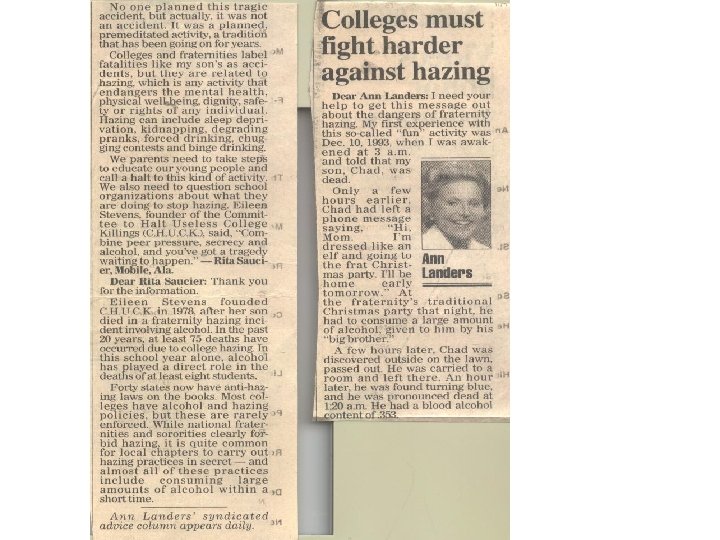 Colleges must
fight harder
against hazing
Dear Ann Landers: I need your
help to get this message out
about the dangers of fraternity
hazing. My first experience with
this so-called “fun” activity was
Dec. 10, 1993, when I was awak-
ened at 3 a.m.
and told that my
son, Chad, was
dead.
Only a few
hours earlier,
Chad had left a
phone message
saying, “Hi,
Mom. I'm
dressed like an
elf and going to
the frat Christ-
mas party. I'll be
home early
tomorrow.” At
Ann
Landers
the fraternity's traditional
Christmas party that night, he
had to consume a large amount
of alcohol, given to him by his
“big brother.”
A few hours later, Chad was
discovered outside on the lawn,
passed out. He was carried to a
room and left there. An hour
later, he was found turning blue,
and he was pronounced dead at
1:20 a.m. He had a blood alcohol
content of .353.
No one planned this tragic
accident, but actually, it was not
an accident. It was a planned,
premeditated activity, a tradition
that has been going on for years.
Colleges and fraternities label
fatalities like my son's as acci-
dents, but they are related to
hazing, which is any activity that
endangers the mental health,
physical well-being, dignity, safe-
ty or rights of any individual.
Hazing can include sleep depri-
vation, kidnapping, degrading
pranks, forced drinking, chug-
ging contests and binge drinking.
We parents need to take steps
to educate our young people and
call a halt to this kind of activity.
We also need to question school
organizations about what they
are doing to stop hazing. Eileen
Stevens, founder of the Commit-
tee to Halt Useless College
Killings (C.H.U.C.K.), said, “Com-
bine peer pressure, secrecy and
alcohol, and you've got a tragedy
waiting to happen.” — Rita Sauci-
er, Mobile, Ala.
Dear Rita Saucier: Thank you
for the information.
Eileen Stevens founded
C.H.U.C.K. in 1978, after her son
died in a fraternity hazing inci-
dent involving alcohol. In the past
20 years, at least 75 deaths have
occurred due to college hazing. In
this school year alone, alcohol
has played a direct role in the
deaths of at least eight students.
Forty states now have anti-haz-
ing laws on the books. Most col-
leges have alcohol and hazing
policies, but these are rarely
enforced. While national frater-
nities and sororities clearly for-
bid hazing, it is quite common
for local chapters to carry out
hazing practices in secret — and
almost all of these practices
include consuming large
amounts of alcohol within a
short time.
Ann Landers' syndicated
advice column appears daily.